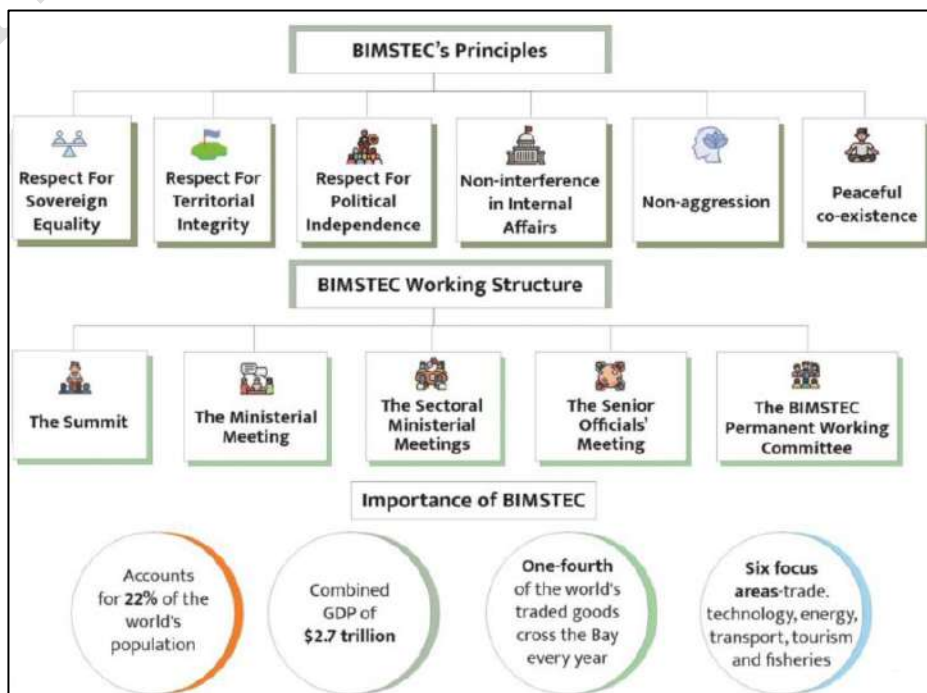 BIMSTEC's Principles
Respect For
Sovereign
Equality
Respect For
Territorial
Integrity
Respect For
Political
Independence
Non-interference
in Internal
Affairs
Non-aggression
Peaceful
co-existence
BIMSTEC Working Structure
The Summit
The Ministerial
Meeting
The Sectoral
Ministerial
Meetings
The Senior
Officials'
Meeting
The BIMSTEC
Permanent Working
Committee
Importance of BIMSTEC
Accounts
for 22% of the
world's
population
Combined
GDP of
$2.7 trillion
One-fourth
of the world's
traded goods
cross the Bay
every year
Six focus
areas-trade.
technology, energy,
transport, tourism
and fisheries